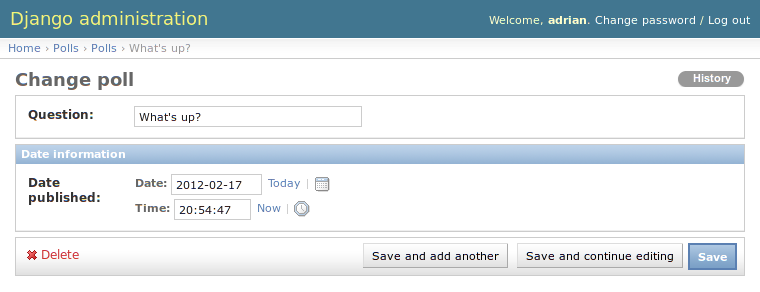 Django administration
Welcome, adrian. Change password / Log out
Home › Polls › Polls › What's up?
Change poll
History
Question:
What's up?
Date information
Date published:
Date: 2012-02-17 Today |
Time: 20:54:47 Now |
Delete
Save and add another
Save and continue editing
Save